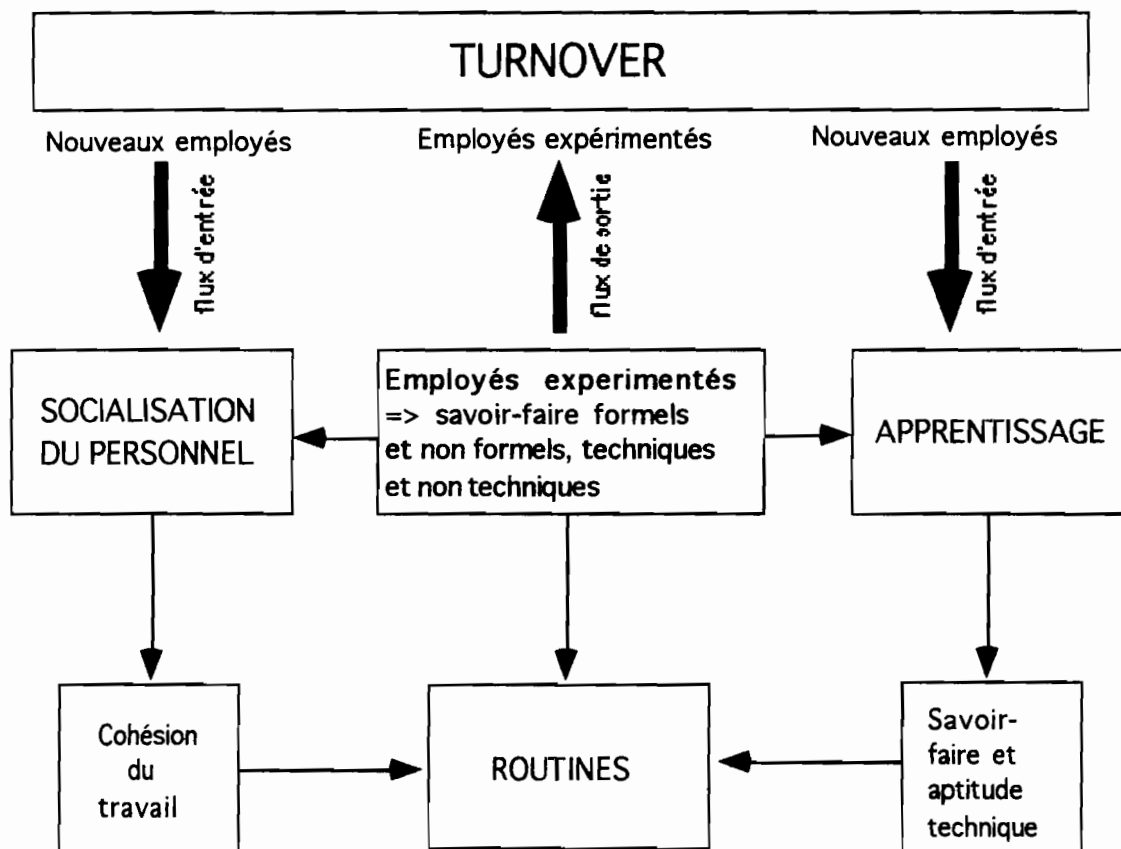 TURNOVER
Nouveaux employés
Employés expérimentés
Nouveaux employés
flux d'entrée
flux de sortie
flux d'entrée
SOCIALISATION
DU PERSONNEL
Employés experimentés
=> savoir-faire formels
et non formels, techniques
et non techniques
APPRENTISSAGE
Cohésion
du
travail
ROUTINES
Savoir-
faire et
aptitude
technique